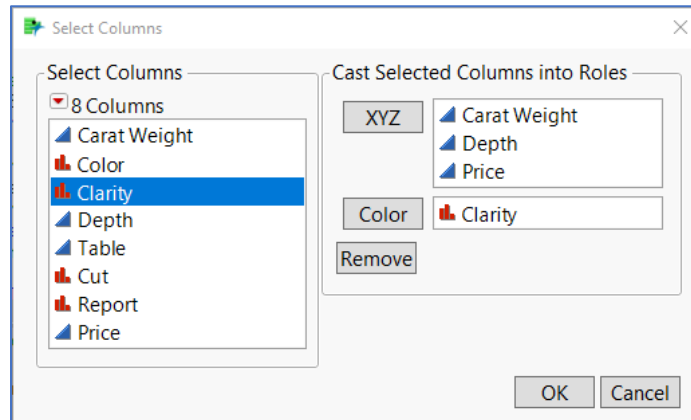 Select Columns
Select Columns
8 Columns
Carat Weight
Color
Clarity
Depth
Table
Cut
Report
Price
Cast Selected Columns into Roles
XYZ
Carat Weight
Depth
Price
Color
Clarity
Remove
OK
Cancel